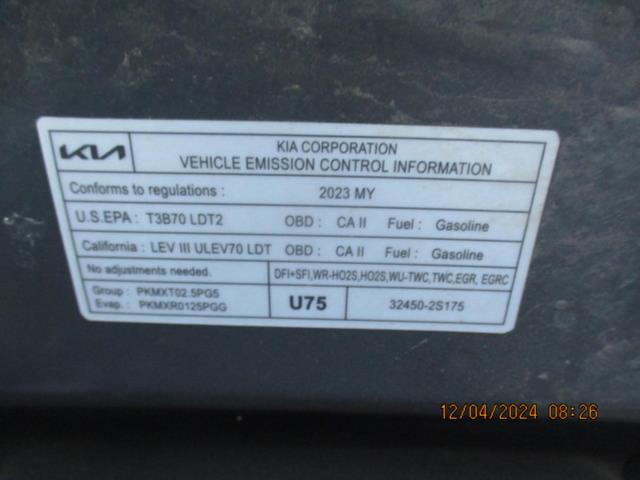 KIA KIA CORPORATION
VEHICLE EMISSION CONTROL INFORMATION
Conforms to regulations : 2023 MY
U.S.EPA : T3B70 LDT2 OBD : CA II Fuel : Gasoline
California : LEV III ULEV70 LDT OBD : CA II Fuel : Gasoline
No adjustments needed. DFI+SFI,WR-HO2S,HO2S,WU-TWC,TWC,EGR, EGRC
Group : PKMXT02.5PG5
Evap. : PKMXR0125PGG
U75 32450-2S175
12/04/2024 08:26